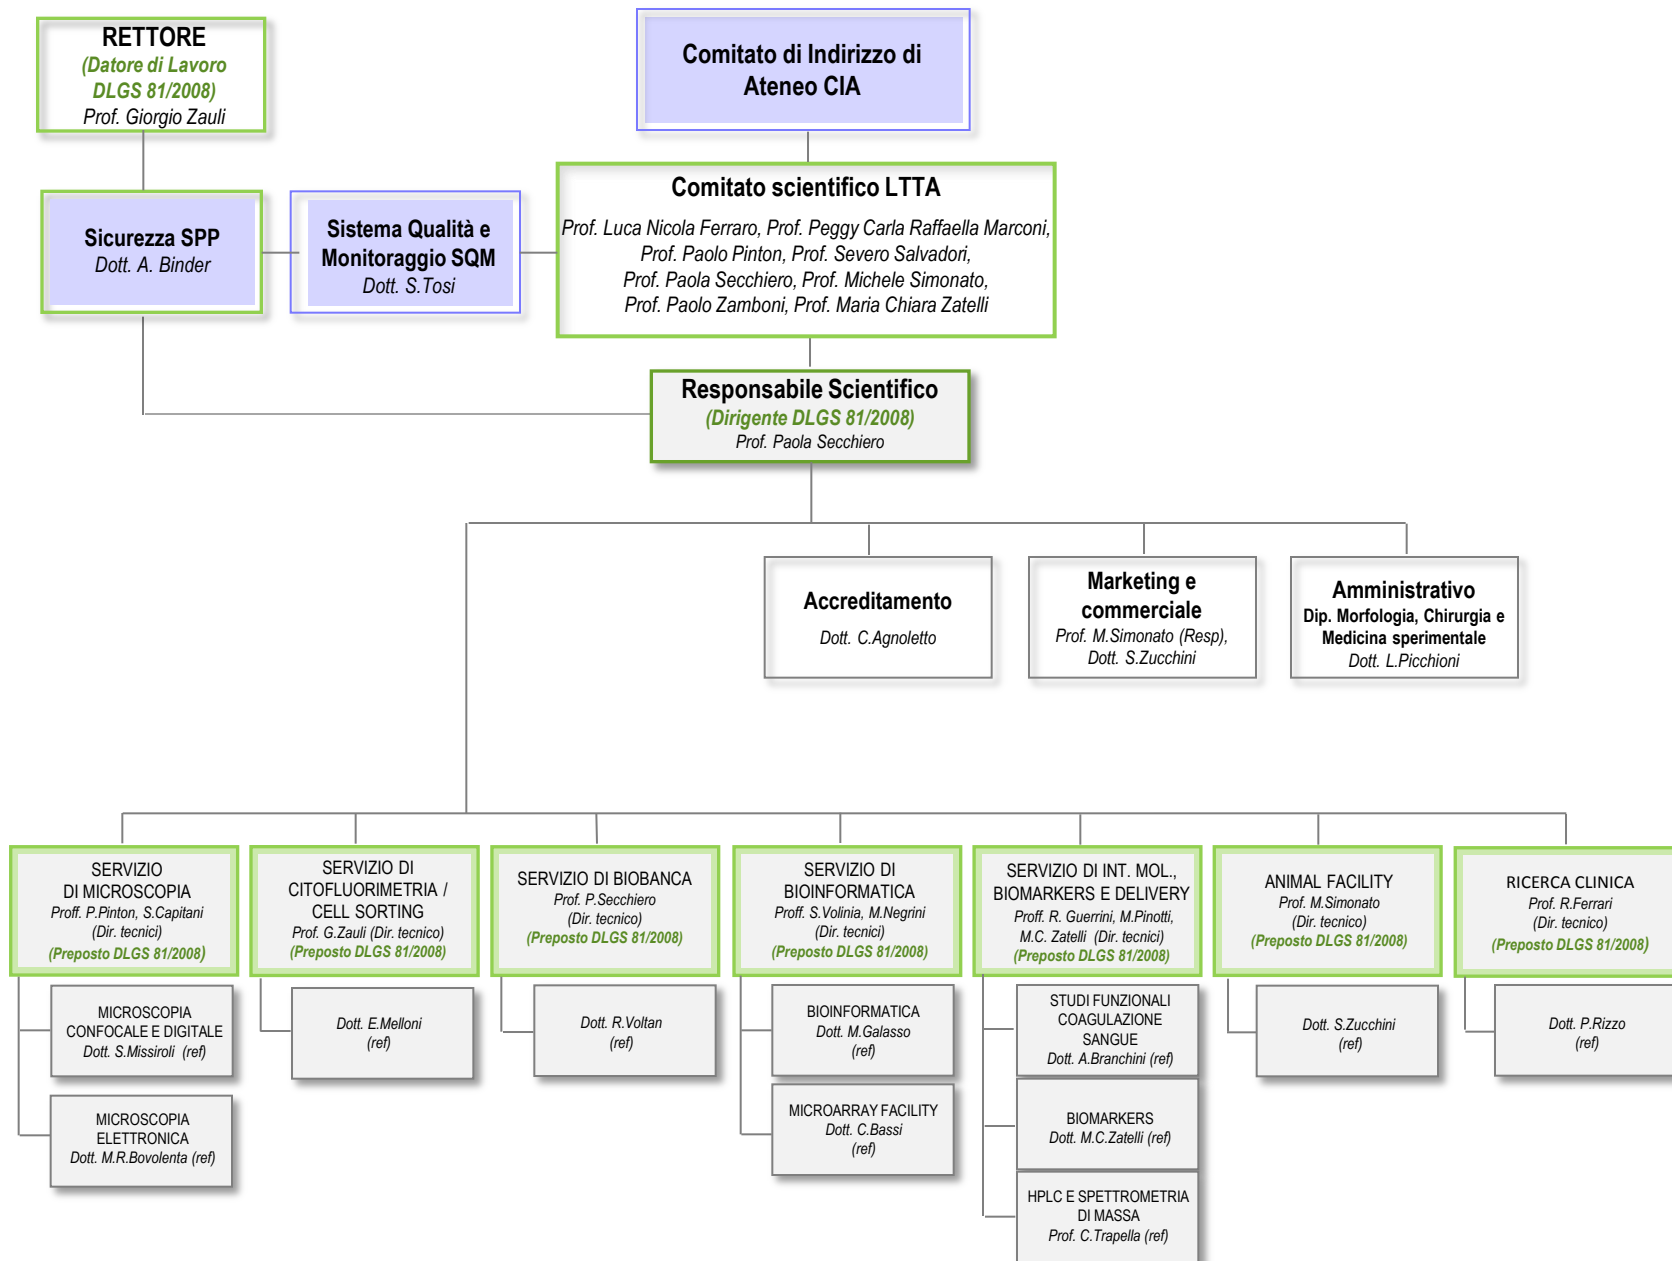 RETTORE
(Datore di Lavoro
DLGS 81/2008)
Prof. Giorgio Zauli
Comitato di Indirizzo di
Ateneo CIA
Sicurezza SPP
Dott. A. Binder
Sistema Qualità e
Monitoraggio SQM
Dott. S.Tosi
Comitato scientifico LTTA
Prof. Luca Nicola Ferraro, Prof. Peggy Carla Raffaella Marconi,
Prof. Paolo Pinton, Prof. Severo Salvadori,
Prof. Paola Secchiero, Prof. Michele Simonato,
Prof. Paolo Zamboni, Prof. Maria Chiara Zatelli
Responsabile Scientifico
(Dirigente DLGS 81/2008)
Prof. Paola Secchiero
Accreditamento
Dott. C.Agnoletto
Marketing e
commerciale
Prof. M.Simonato (Resp),
Dott. S.Zucchini
Amministrativo
Dip. Morfologia, Chirurgia e
Medicina sperimentale
Dott. L.Picchioni
SERVIZIO
DI MICROSCOPIA
Proff. P.Pinton, S.Capitani
(Dir. tecnici)
(Preposto DLGS 81/2008)
SERVIZIO DI
CITOFLUORIMETRIA /
CELL SORTING
Prof. G.Zauli (Dir. tecnico)
(Preposto DLGS 81/2008)
SERVIZIO DI BIOBANCA
Prof. P.Secchiero
(Dir. tecnico)
(Preposto DLGS 81/2008)
SERVIZIO DI
BIOINFORMATICA
Proff. S.Volinia, M.Negrini
(Dir. tecnici)
(Preposto DLGS 81/2008)
SERVIZIO DI INT. MOL.,
BIOMARKERS E DELIVERY
Proff. R. Guerrini, M.Pinotti,
M.C. Zatelli (Dir. tecnici)
(Preposto DLGS 81/2008)
ANIMAL FACILITY
Prof. M.Simonato
(Dir. tecnico)
(Preposto DLGS 81/2008)
RICERCA CLINICA
Prof. R.Ferrari
(Dir. tecnico)
(Preposto DLGS 81/2008)
MICROSCOPIA
CONFOCALE E DIGITALE
Dott. S.Missiroli (ref)
MICROSCOPIA
ELETTRONICA
Dott. M.R.Bovolenta (ref)
Dott. E.Melloni
(ref)
Dott. R.Voltan
(ref)
BIOINFORMATICA
Dott. M.Galasso
(ref)
MICROARRAY FACILITY
Dott. C.Bassi
(ref)
STUDI FUNZIONALI
COAGULAZIONE
SANGUE
Dott. A.Branchini (ref)
BIOMARKERS
Dott. M.C.Zatelli (ref)
HPLC E SPETTROMETRIA
DI MASSA
Prof. C.Trapella (ref)
Dott. S.Zucchini
(ref)
Dott. P.Rizzo
(ref)